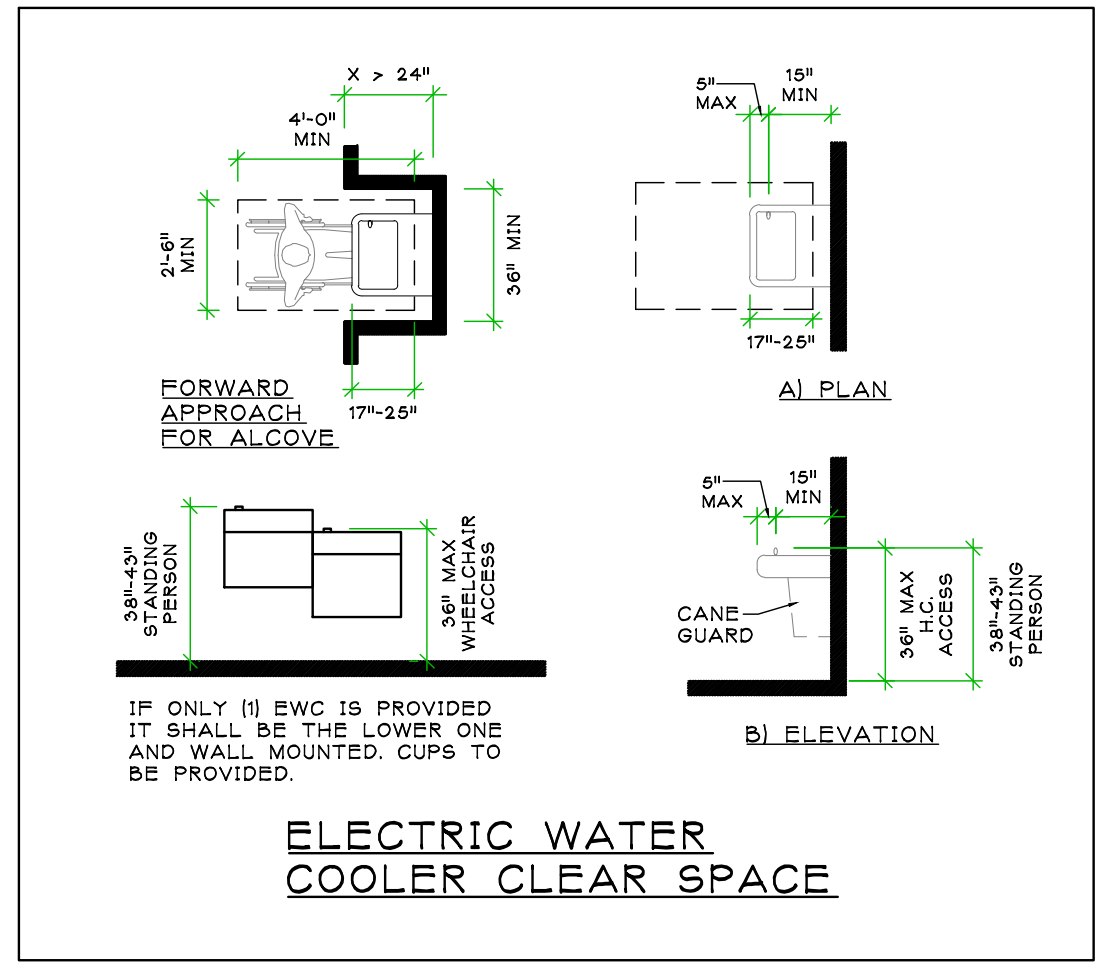 X > 24"
4'-0"
MIN
2'-6"
MIN
36" MIN
17"-25"
FORWARD
APPROACH
FOR ALCOVE
5"
MAX
15"
MIN
17"-25"
A) PLAN
38"-43"
STANDING
PERSON
36" MAX
WHEELCHAIR
ACCESS
IF ONLY (1) EWC IS PROVIDED
IT SHALL BE THE LOWER ONE
AND WALL MOUNTED. CUPS TO
BE PROVIDED.
5"
MAX
15"
MIN
CANE
GUARD
36" MAX
H.C.
ACCESS
38"-43"
STANDING
PERSON
B) ELEVATION
ELECTRIC WATER
COOLER CLEAR SPACE